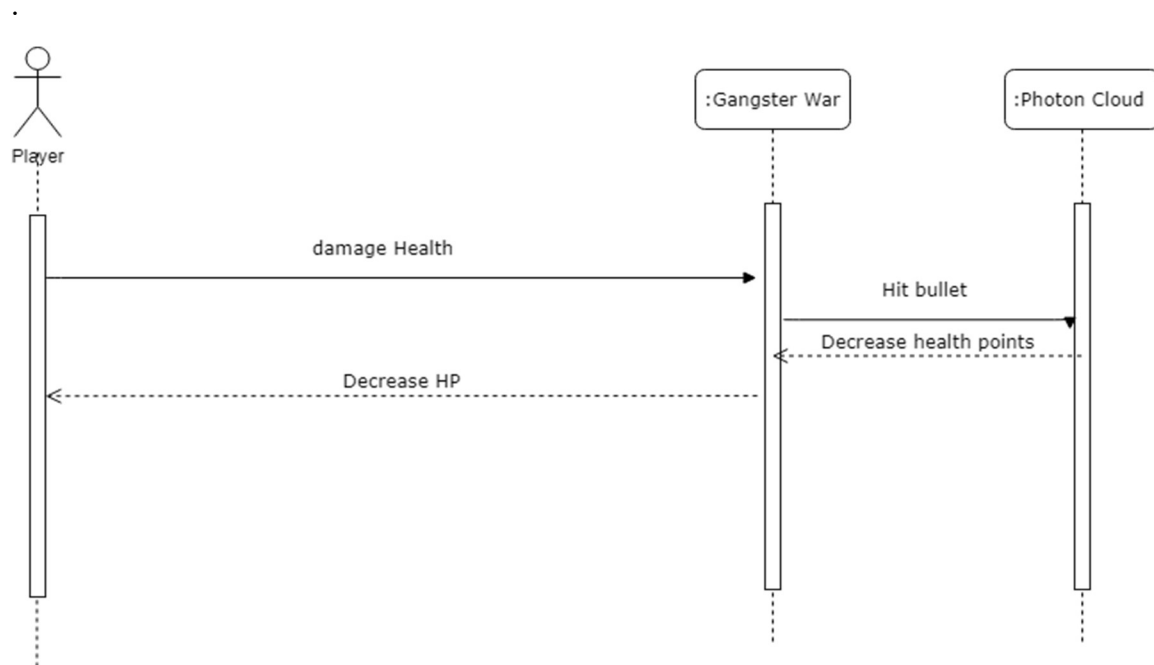 .
Player
:Gangster War
:Photon Cloud
damage Health
Hit bullet
Decrease health points
Decrease HP